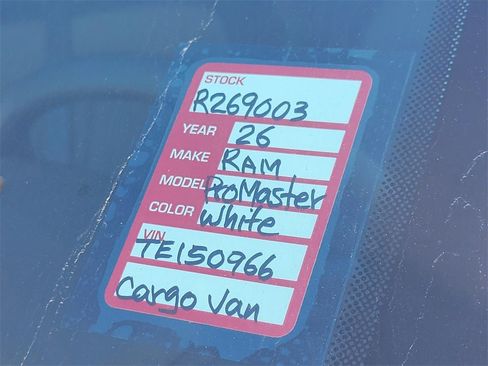 STOCK
R269003
YEAR 26
MAKE RAM
MODEL ProMaster
COLOR White
VIN
TE150966
Cargo Van